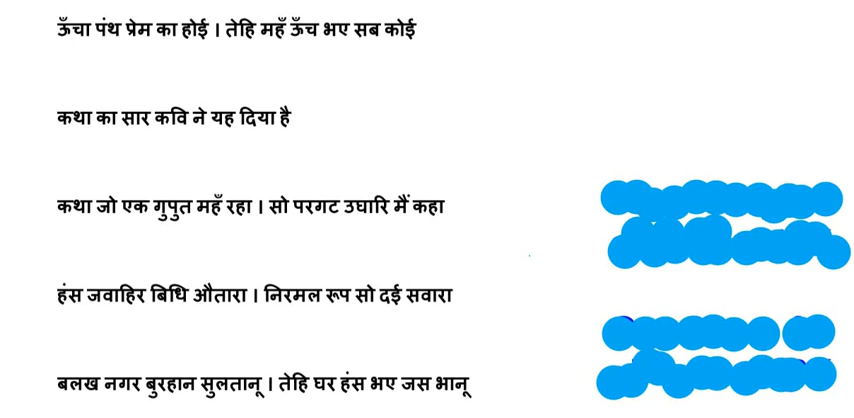 ऊँचा पंथ प्रेम का होई । तेहि महँ ऊँच भए सब कोई
कथा का सार कवि ने यह दिया है
कथा जो एक गुपुत महँ रहा । सो परगट उघारि मैं कहा
हंस जवाहिर बिधि औतारा । निरमल रूप सो दई सवारा
बलख नगर बुरहान सुलतानू । तेहि घर हंस भए जस भानू